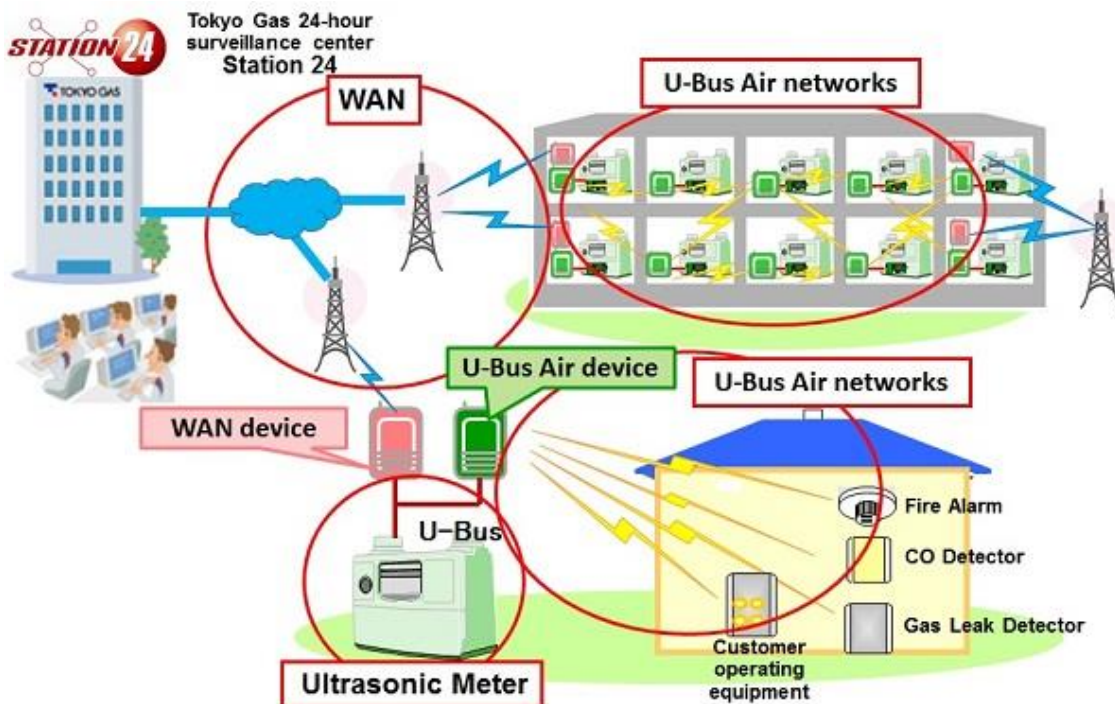 STATION 24
Tokyo Gas 24-hour
surveillance center
Station 24
TOKYO GAS
WAN
U-Bus Air networks
U-Bus Air device
U-Bus Air networks
WAN device
U-Bus
Fire Alarm
CO Detector
Gas Leak Detector
Customer
operating
equipment
Ultrasonic Meter